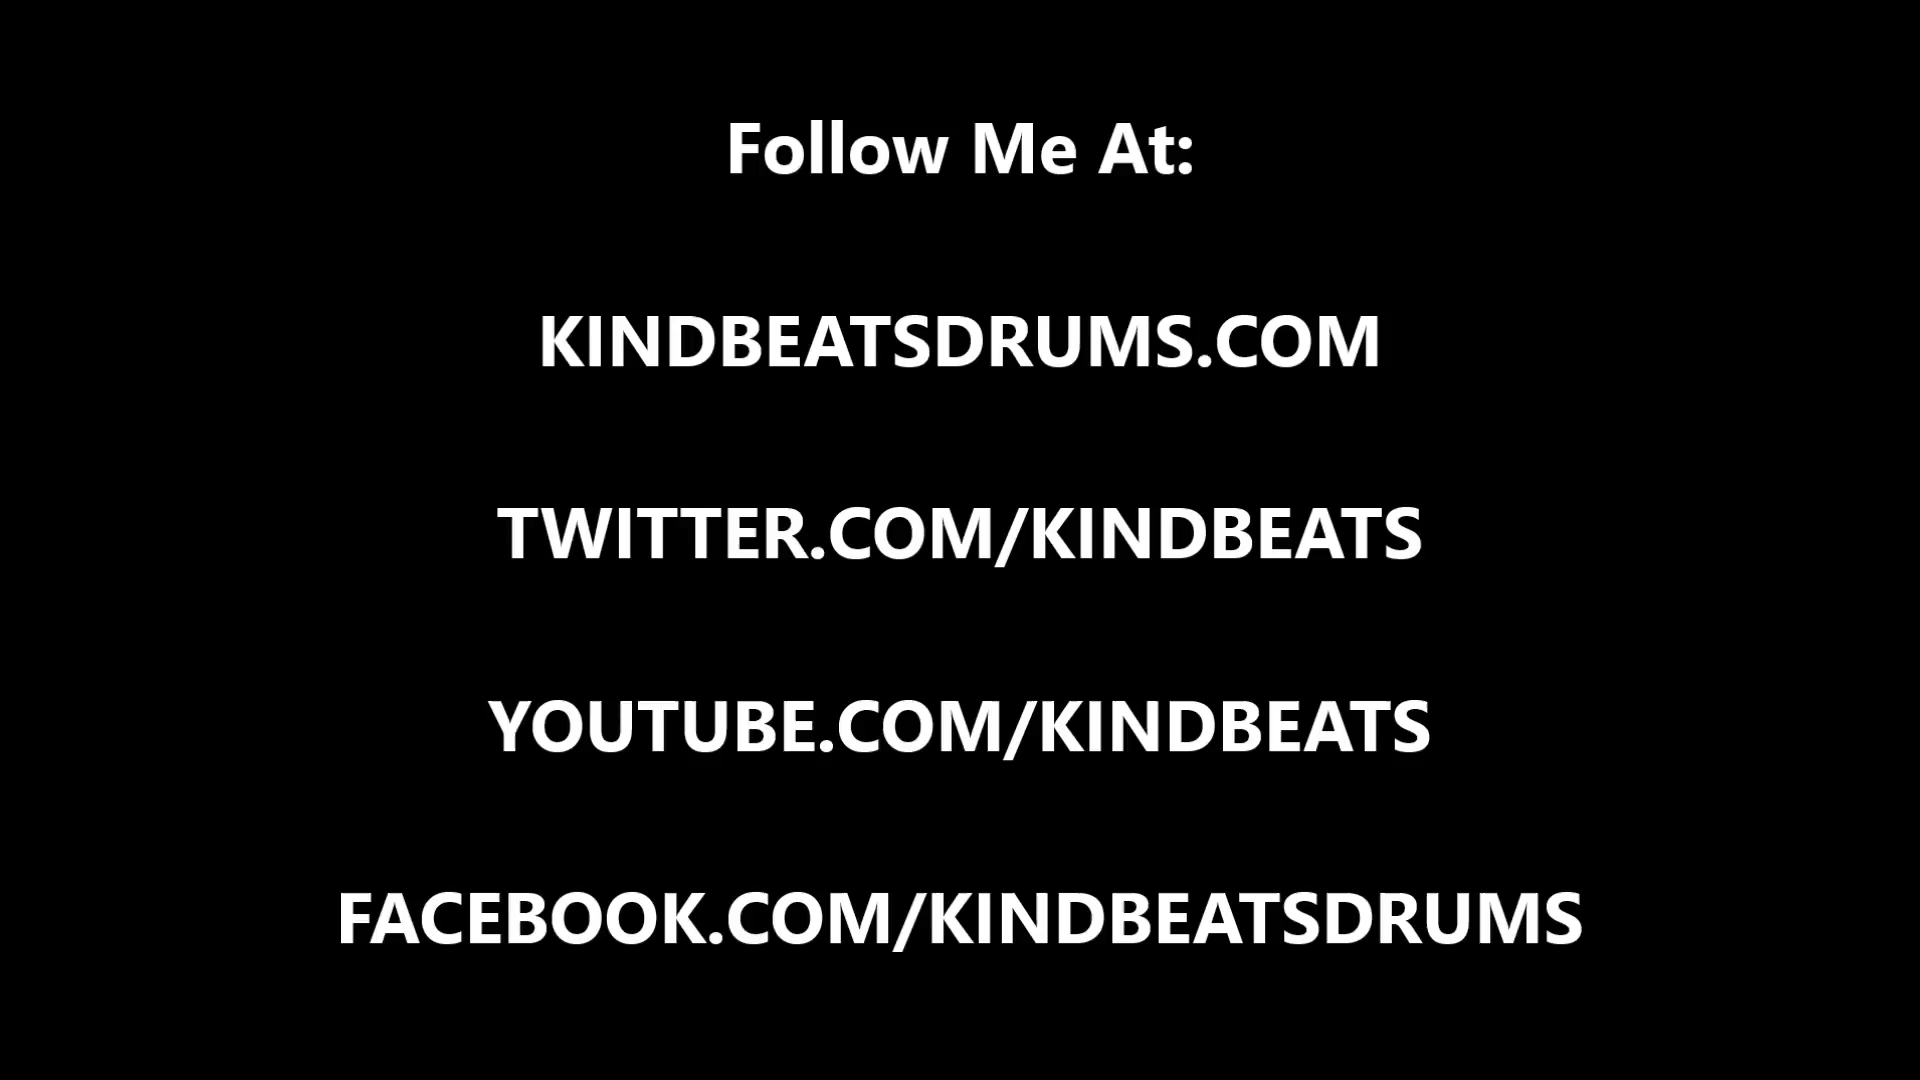 Follow Me At:
KINDBEATSDRUMS.COM
TWITTER.COM/KINDBEATS
YOUTUBE.COM/KINDBEATS
FACEBOOK.COM/KINDBEATSDRUMS